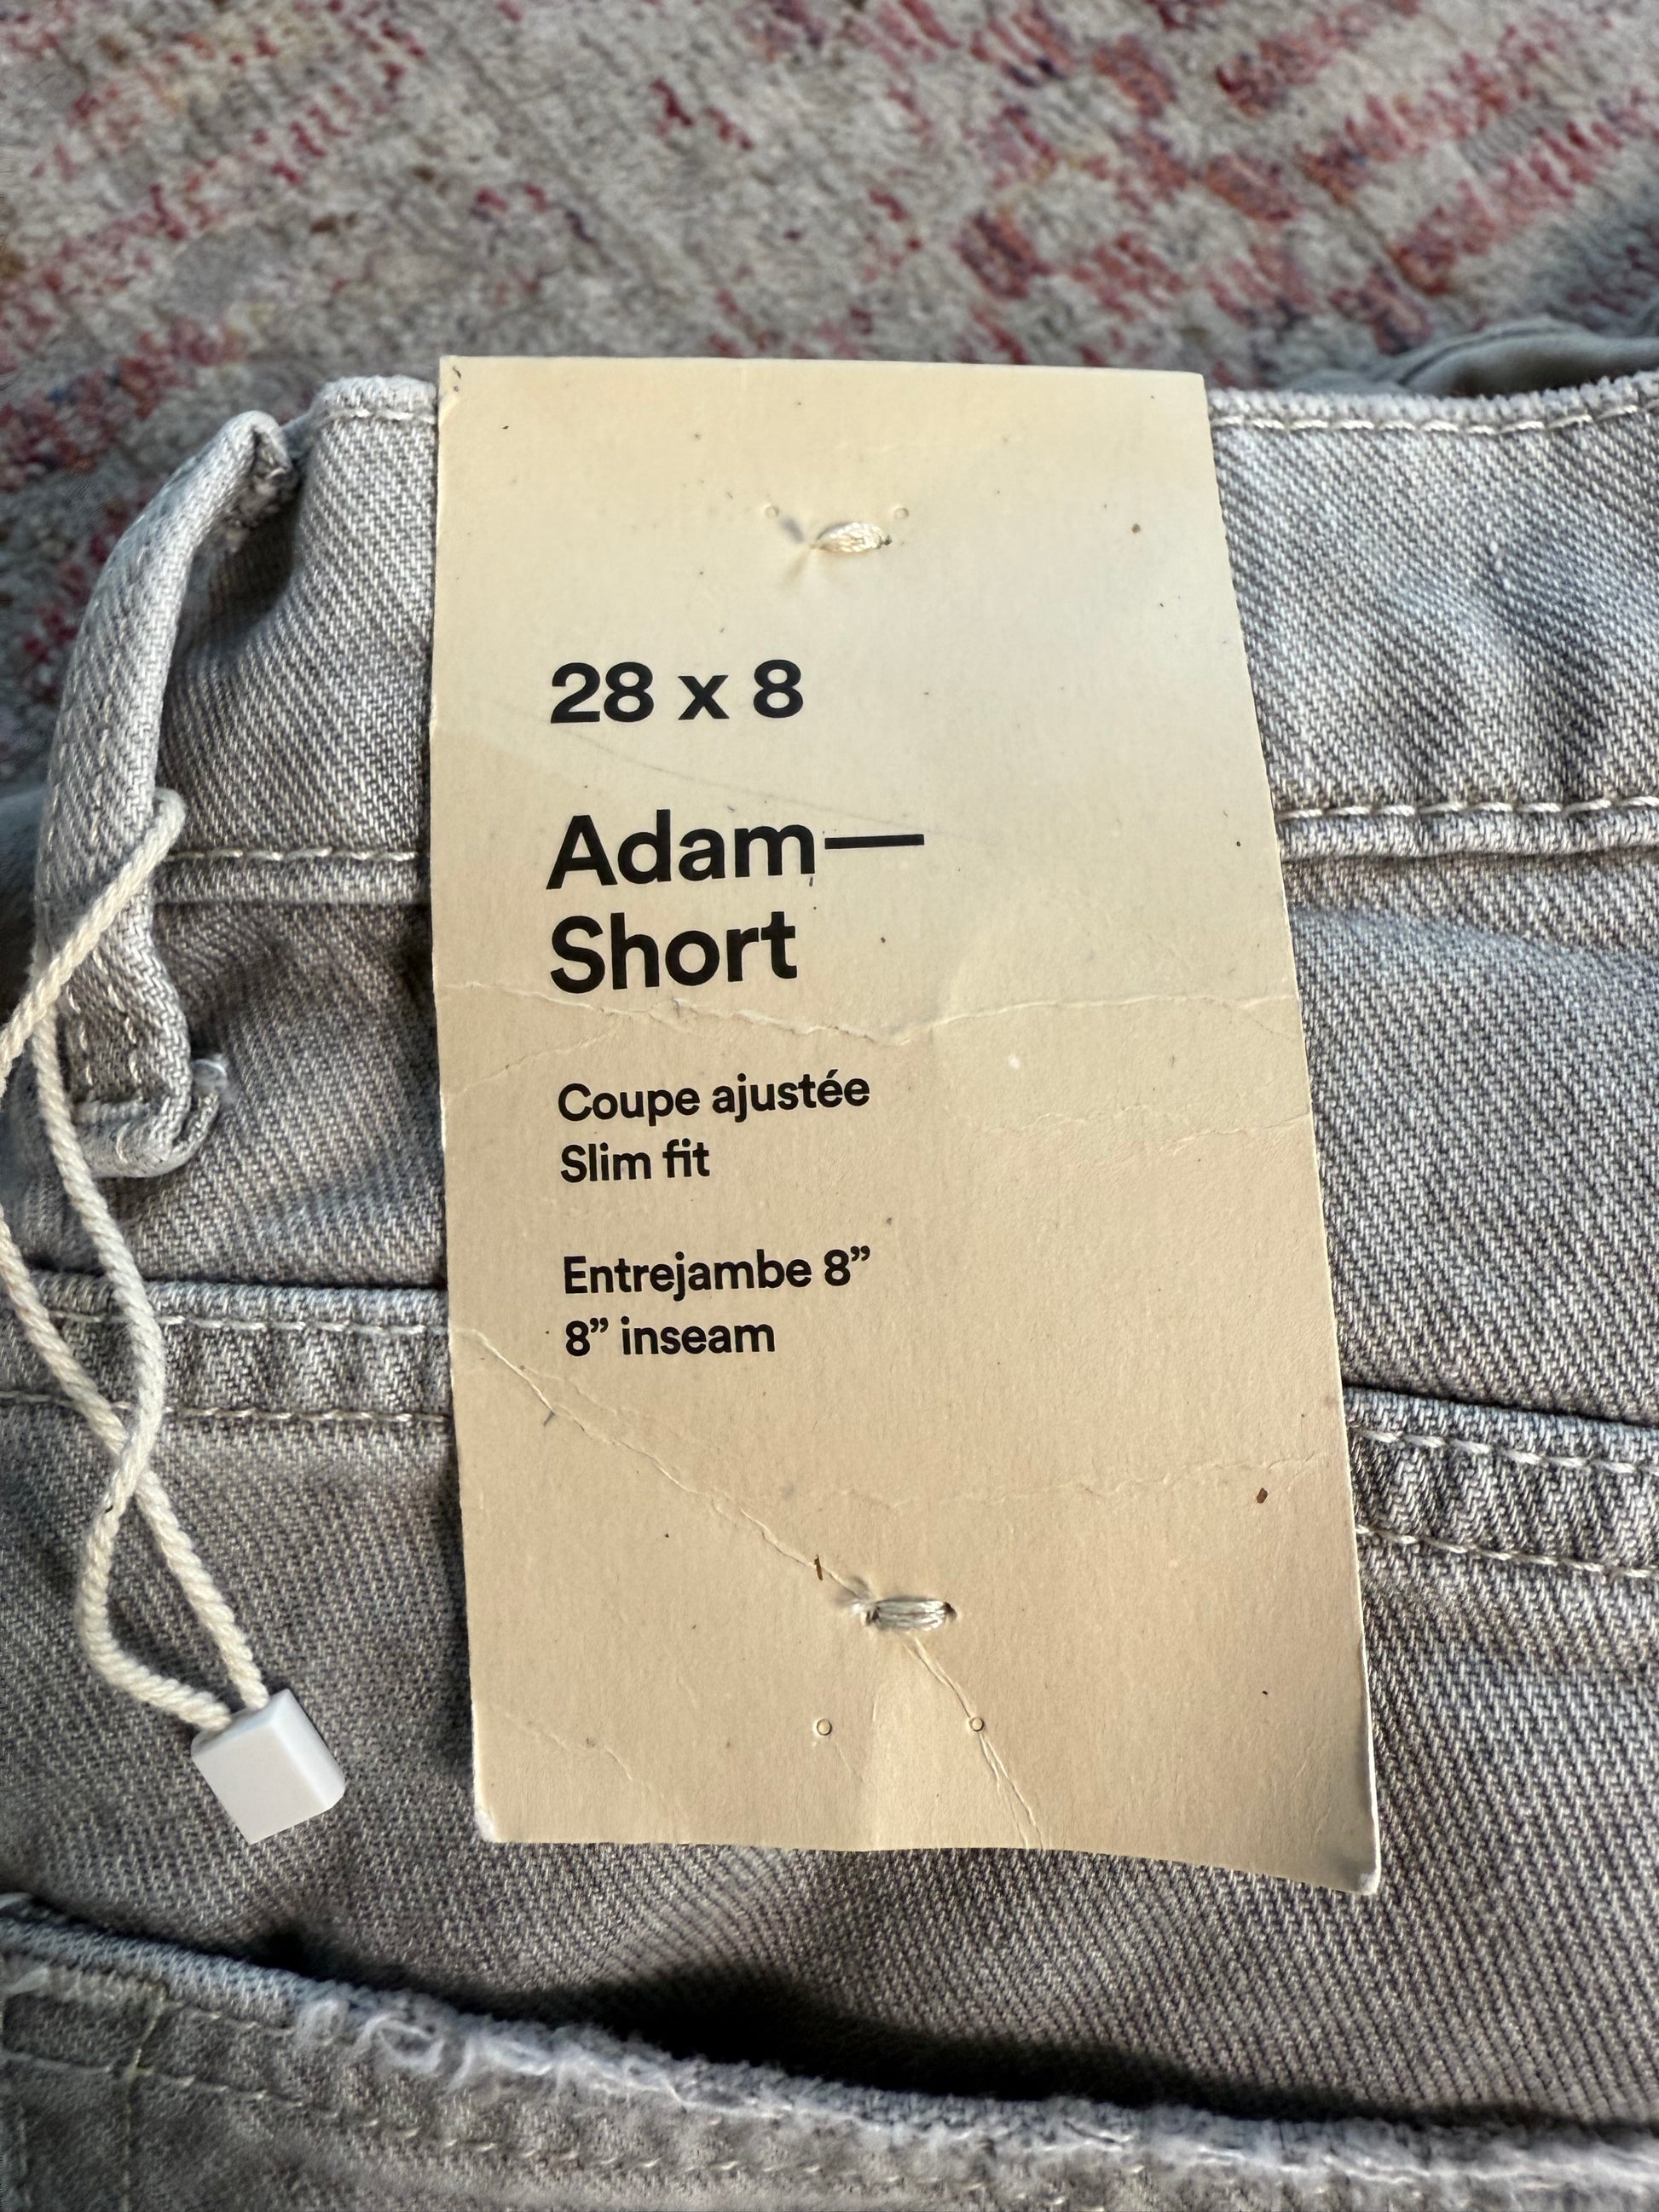 28 x 8
Adam—
Short
Coupe ajustée
Slim fit
Entrejambe 8”
8” inseam